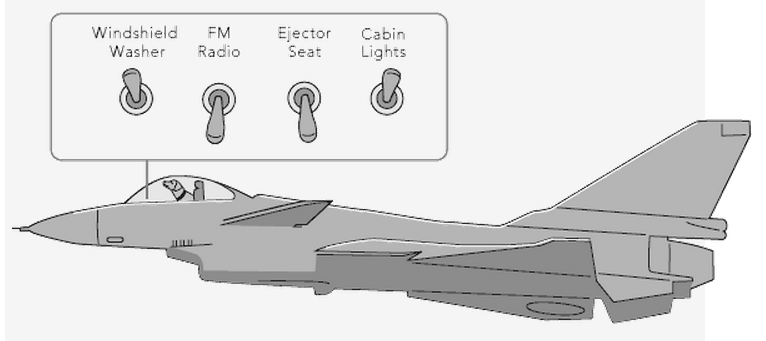 Windshield Washer
FM Radio
Ejector Seat
Cabin Lights